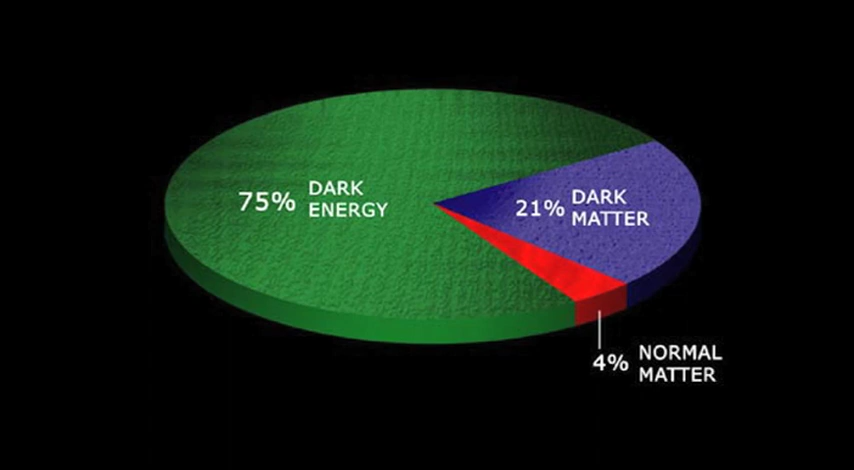 75% DARK
ENERGY
21% DARK
MATTER
4% NORMAL
MATTER